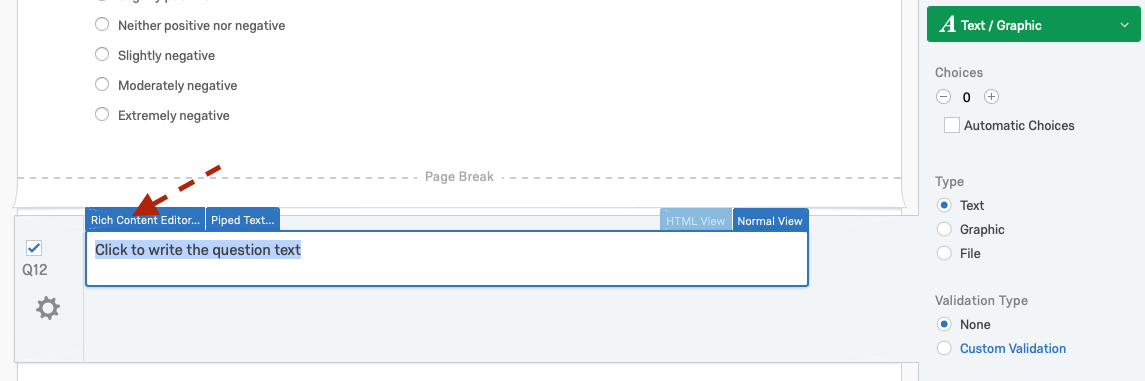 Neither positive nor negative
Slightly negative
Moderately negative
Extremely negative
Page Break
Rich Content Editor... Piped Text... HTML View Normal View
Click to write the question text
Q12
A Text / Graphic
Choices
0
Automatic Choices
Type
Text
Graphic
File
Validation Type
None
Custom Validation